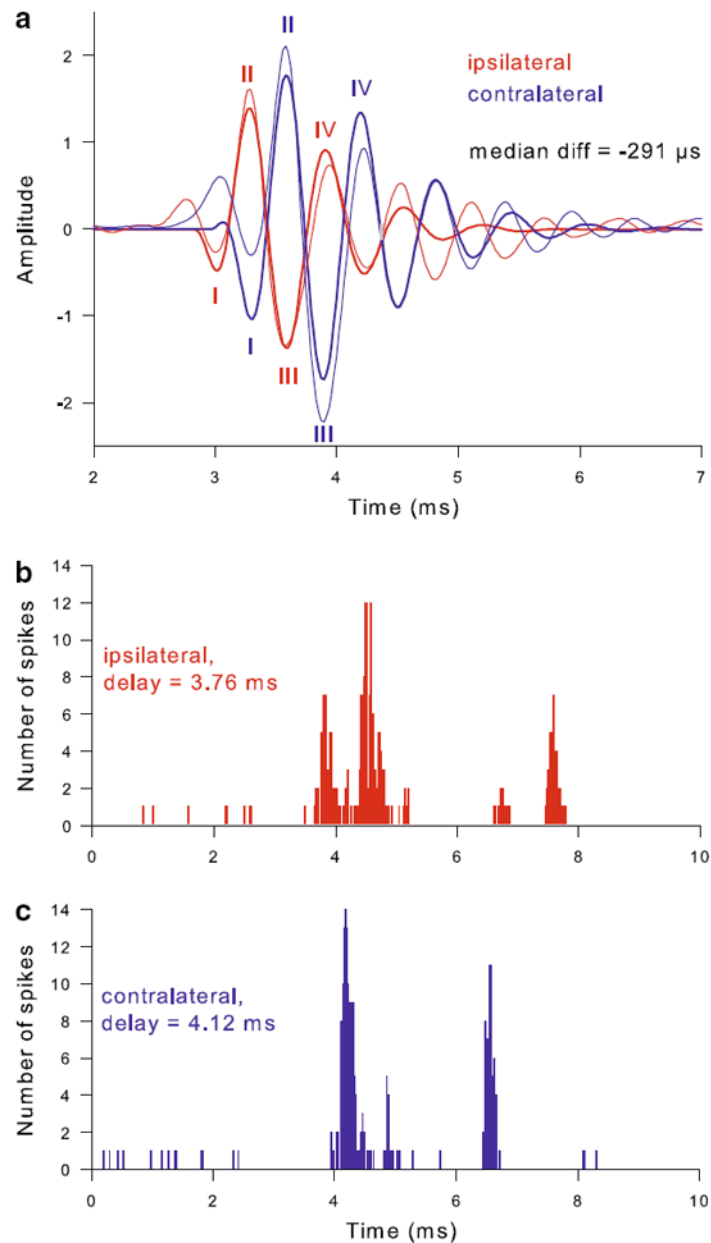 a
II
II
IV
IV
ipsilateral
contralateral
median diff = -291 µs
I
I
III
III
Amplitude
2
1
0
-1
-2
2 3 4 5 6 7
Time (ms)
b
Number of spikes
14
12
10
8
6
4
2
0
ipsilateral,
delay = 3.76 ms
0 2 4 6 8 10
c
Number of spikes
14
12
10
8
6
4
2
0
contralateral,
delay = 4.12 ms
0 2 4 6 8 10
Time (ms)